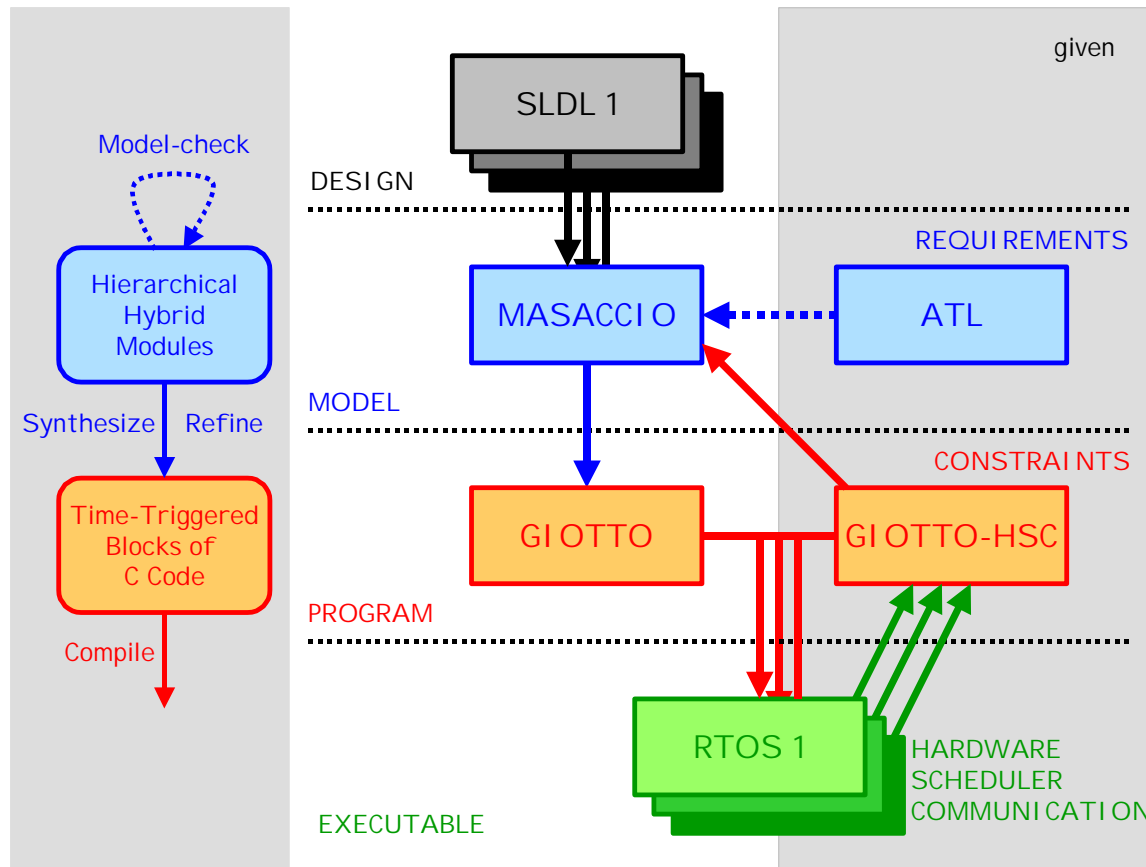 given
SLDL 1
Model-check
DESIGN
REQUIREMENTS
Hierarchical
Hybrid
Modules
MASACCIO
ATL
MODEL
Synthesize Refine
CONSTRAINTS
Time-Triggered
Blocks of
C Code
GIOTTO
GIOTTO-HSC
PROGRAM
Compile
RTOS 1
HARDWARE
SCHEDULER
COMMUNICATION
EXECUTABLE